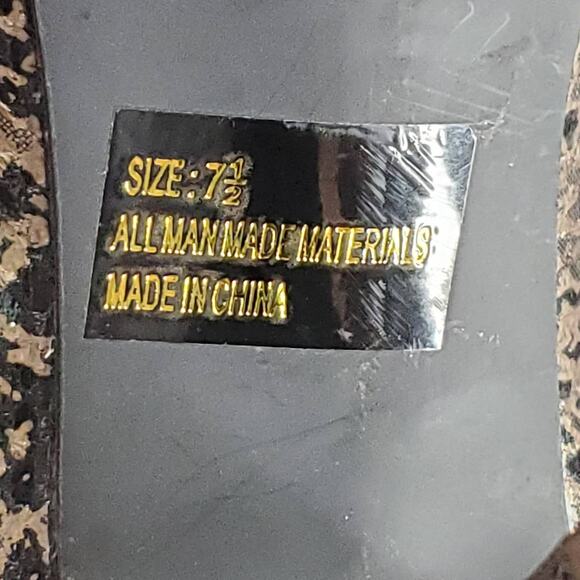 SIZE: 7½
ALL MAN MADE MATERIALS
MADE IN CHINA